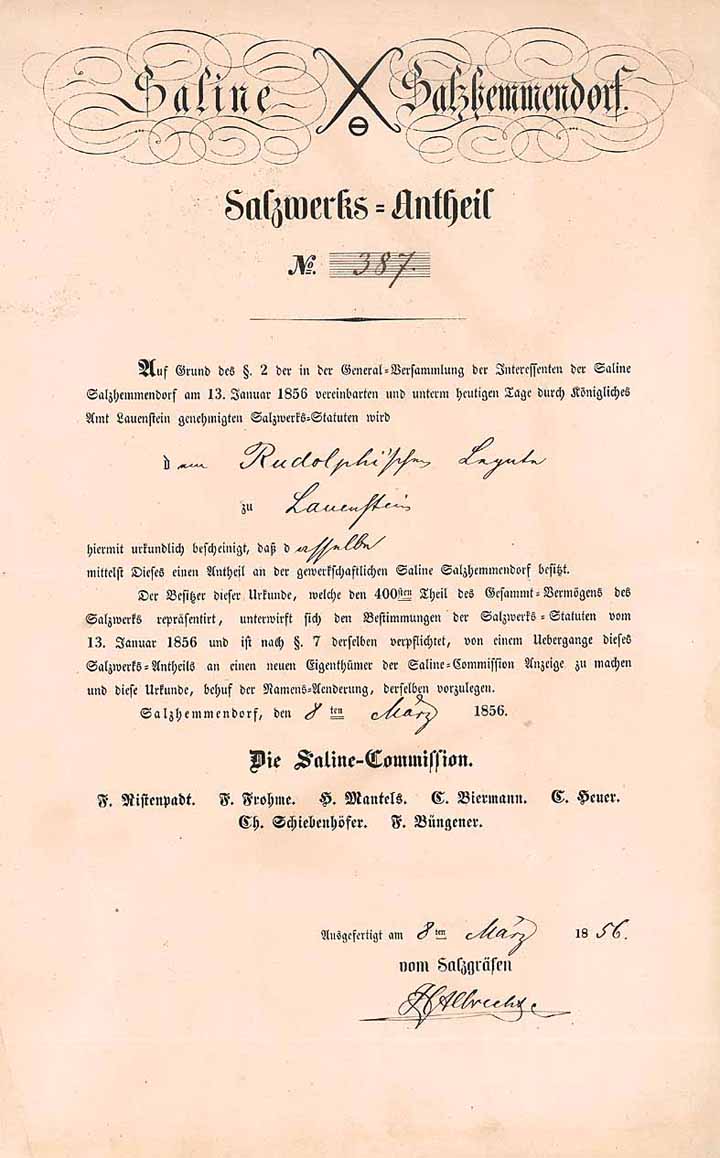 Saline Salzhemmendorf.
Salzwerks=Antheil
No. 387.
Auf Grund des §. 2 der in der General=Versammlung der Interessenten der Saline
Salzhemmendorf am 13. Januar 1856 vereinbarten und unterm heutigen Tage durch Königliches
Amt Lauenstein genehmigten Salzwerks=Statuten wird
dem Rudolphi'schen Legate
zu Lauenstein
hiermit urkundlich bescheinigt, daß dasselbe
mittelst Dieses einen Antheil an der gewerkschaftlichen Saline Salzhemmendorf besitzt.
Der Besitzer dieser Urkunde, welche den 400sten Theil des Gesammt=Vermögens des
Salzwerks repräsentirt, unterwirft sich den Bestimmungen der Salzwerks=Statuten vom
13. Januar 1856 und ist nach §. 7 derselben verpflichtet, von einem Uebergange dieses
Salzwerks=Antheils an einen neuen Eigenthümer der Saline=Commission Anzeige zu machen
und diese Urkunde, behuf der Namens=Aenderung, derselben vorzulegen.
Salzhemmendorf, den 8ten März 1856.
Die Saline=Commission.
F. Ristenpadt. F. Frohme. H. Mantels. C. Biermann. C. Heuer.
Ch. Schiebenhöfer. F. Büngener.
Ausgefertigt am 8ten März 1856.
vom Salzgräfen
Albrecht